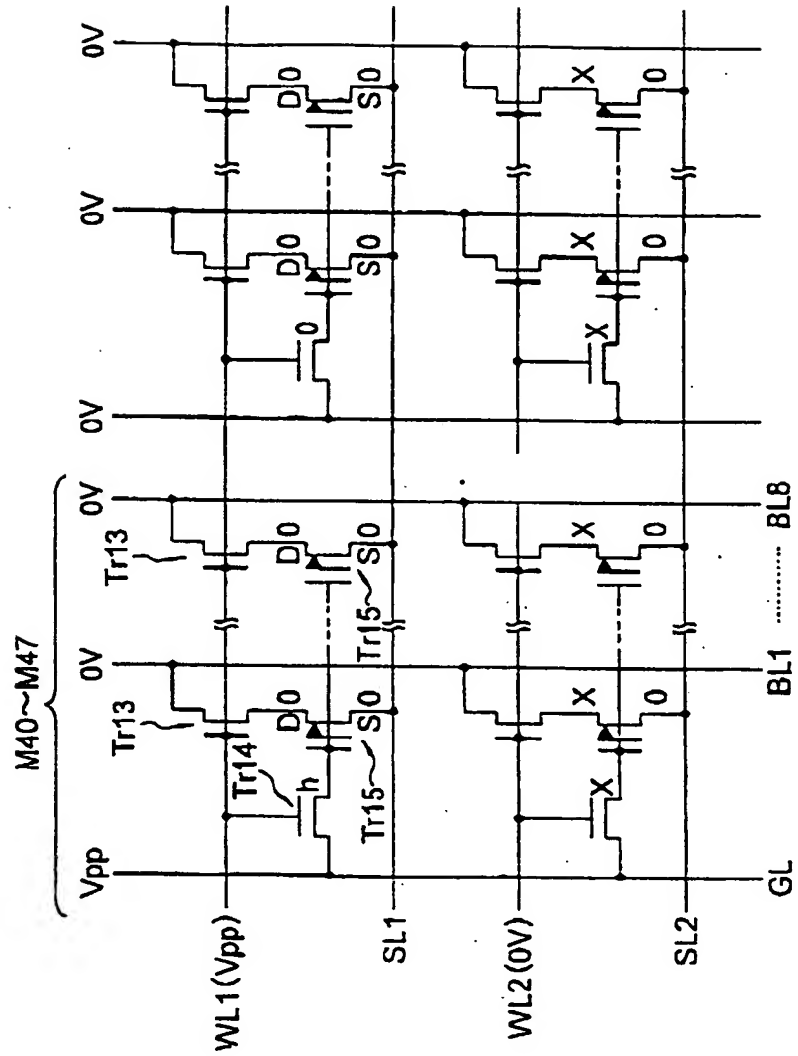 M40~M47
Vpp 0V 0V 0V 0V 0V
Tr13 Tr13
WL1(Vpp)
Tr14
h D0 D0 0 D0 D0
Tr15 S0 Tr15 S0 S0 S0
SL1
WL2(0V)
X X X X X X
0 0 0 0
SL2
GL BL1 ········ BL8